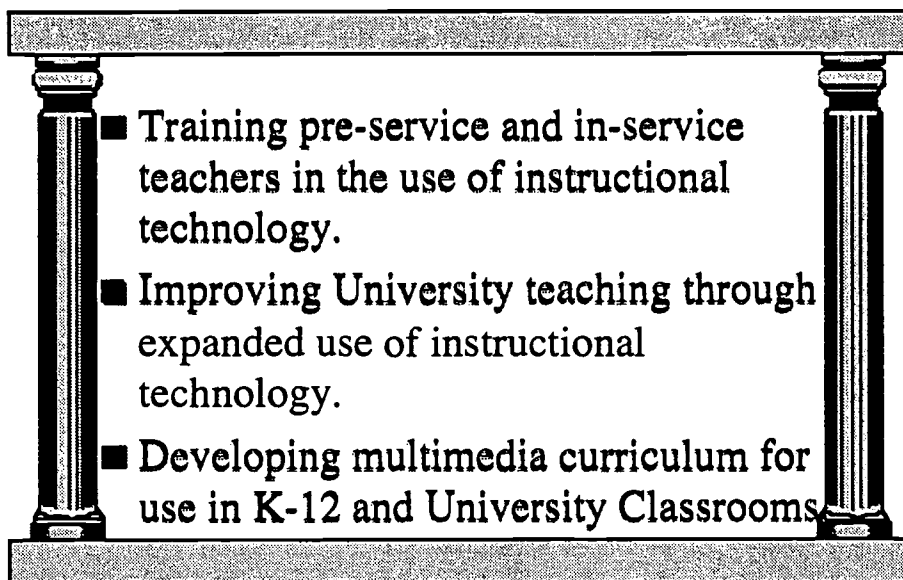 ■ Training pre-service and in-service
teachers in the use of instructional
technology.
■ Improving University teaching through
expanded use of instructional
technology.
■ Developing multimedia curriculum for
use in K-12 and University Classrooms